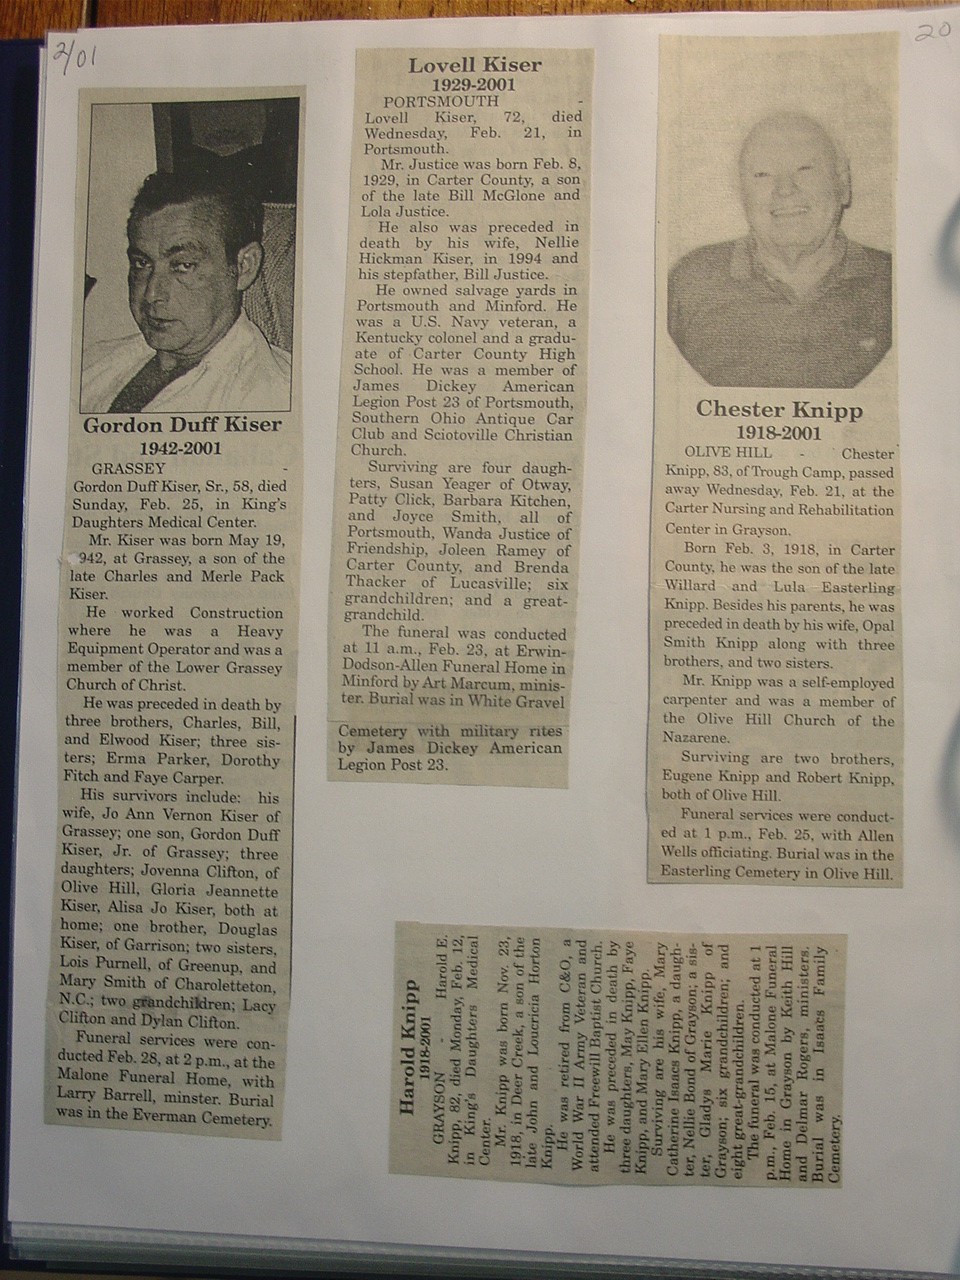 2/01
20
Gordon Duff Kiser
1942-2001
GRASSEY -
Gordon Duff Kiser, Sr., 58, died
Sunday, Feb. 25, in King's
Daughters Medical Center.
Mr. Kiser was born May 19,
942, at Grassey, a son of the
late Charles and Merle Pack
Kiser.
He worked Construction
where he was a Heavy
Equipment Operator and was a
member of the Lower Grassey
Church of Christ.
He was preceded in death by
three brothers, Charles, Bill,
and Elwood Kiser; three sis-
ters; Erma Parker, Dorothy
Fitch and Faye Carper.
His survivors include: his
wife, Jo Ann Vernon Kiser of
Grassey; one son, Gordon Duff
Kiser, Jr. of Grassey; three
daughters; Jovenna Clifton, of
Olive Hill, Gloria Jeannette
Kiser, Alisa Jo Kiser, both at
home; one brother, Douglas
Kiser, of Garrison; two sisters,
Lois Purnell, of Greenup, and
Mary Smith of Charoletteton,
N.C.; two grandchildren; Lacy
Clifton and Dylan Clifton.
Funeral services were con-
ducted Feb. 28, at 2 p.m., at the
Malone Funeral Home, with
Larry Barrell, minster. Burial
was in the Everman Cemetery.
Lovell Kiser
1929-2001
PORTSMOUTH -
Lovell Kiser, 72, died
Wednesday, Feb. 21, in
Portsmouth.
Mr. Justice was born Feb. 8,
1929, in Carter County, a son
of the late Bill McGlone and
Lola Justice.
He also was preceded in
death by his wife, Nellie
Hickman Kiser, in 1994 and
his stepfather, Bill Justice.
He owned salvage yards in
Portsmouth and Minford. He
was a U.S. Navy veteran, a
Kentucky colonel and a gradu-
ate of Carter County High
School. He was a member of
James Dickey American
Legion Post 23 of Portsmouth,
Southern Ohio Antique Car
Club and Sciotoville Christian
Church.
Surviving are four daugh-
ters, Susan Yeager of Otway,
Patty Click, Barbara Kitchen,
and Joyce Smith, all of
Portsmouth, Wanda Justice of
Friendship, Joleen Ramey of
Carter County, and Brenda
Thacker of Lucasville; six
grandchildren; and a great-
grandchild.
The funeral was conducted
at 11 a.m., Feb. 23, at Erwin-
Dodson-Allen Funeral Home in
Minford by Art Marcum, minis-
ter. Burial was in White Gravel
Cemetery with military rites
by James Dickey American
Legion Post 23.
Chester Knipp
1918-2001
OLIVE HILL - Chester
Knipp, 83, of Trough Camp, passed
away Wednesday, Feb. 21, at the
Carter Nursing and Rehabilitation
Center in Grayson.
Born Feb. 3, 1918, in Carter
County, he was the son of the late
Willard and Lula Easterling
Knipp. Besides his parents, he was
preceded in death by his wife, Opal
Smith Knipp along with three
brothers, and two sisters.
Mr. Knipp was a self-employed
carpenter and was a member of
the Olive Hill Church of the
Nazarene.
Surviving are two brothers,
Eugene Knipp and Robert Knipp,
both of Olive Hill.
Funeral services were conduct-
ed at 1 p.m., Feb. 25, with Allen
Wells officiating. Burial was in the
Easterling Cemetery in Olive Hill.
Harold Knipp
1918-2001
GRAYSON - Harold E.
Knipp, 82, died Monday, Feb. 12,
in King's Daughters Medical
Center.
Mr. Knipp was born Nov. 23,
1918, in Deer Creek, a son of the
late John and Loucricia Horton
Knipp.
He was retired from C&O, a
World War II Army Veteran and
attended Freewill Baptist Church.
He was preceded in death by
three daughters, May Knipp, Faye
Knipp, and Mary Ellen Knipp.
Surviving are his wife, Mary
Catherine Isaacs Knipp, a daugh-
ter, Nellie Bond of Grayson; a sis-
ter, Gladys Marie Knipp of
Grayson; six grandchildren; and
eight great-grandchildren.
The funeral was conducted at 1
p.m., Feb. 15, at Malone Funeral
Home in Grayson by Keith Hill
and Delmar Rogers, ministers.
Burial was in Isaacs Family
Cemetery.